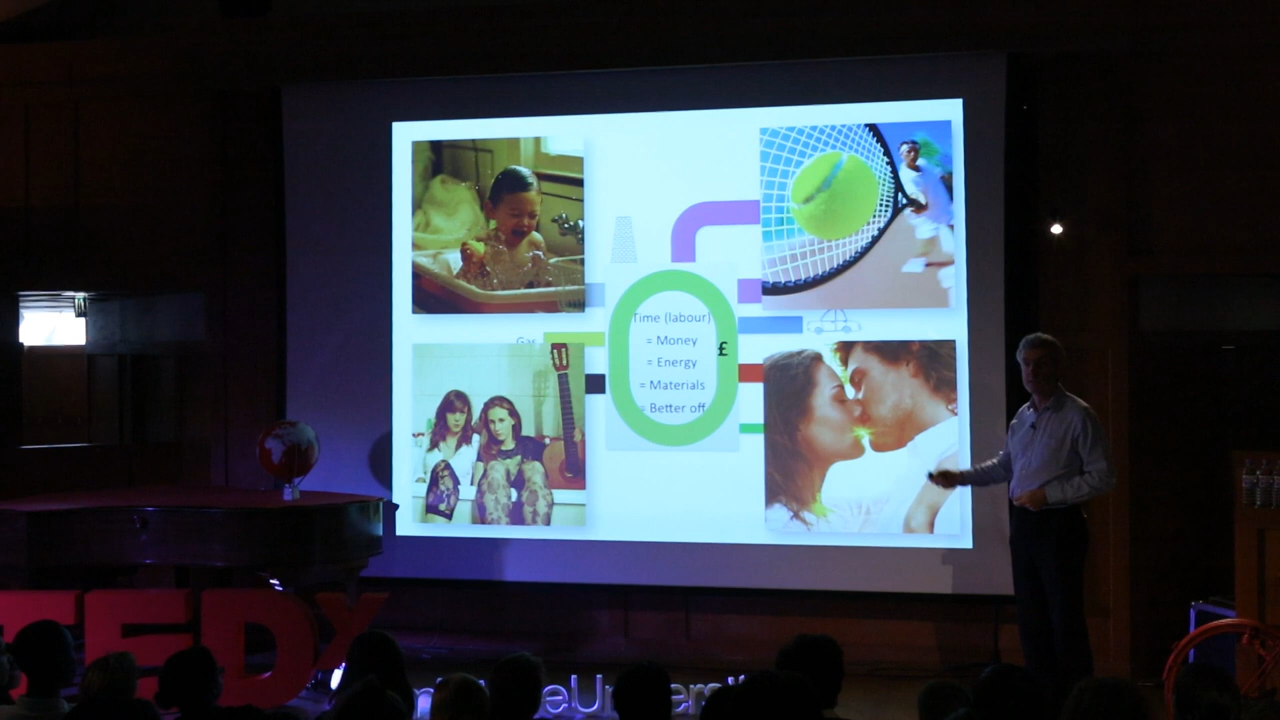 Time (labour)
= Money
= Energy
= Materials
= Better off
£
Gas
TEDX